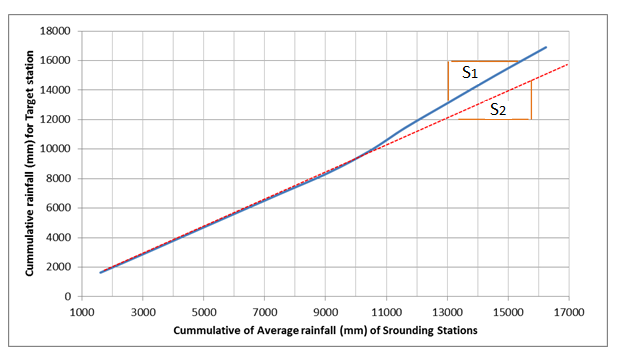 18000
16000
14000
12000
10000
8000
6000
4000
2000
0
Cummulative rainfall (mm) for Target station
S1
S2
1000 3000 5000 7000 9000 11000 13000 15000 17000
Cummulative of Average rainfall (mm) of Srounding Stations